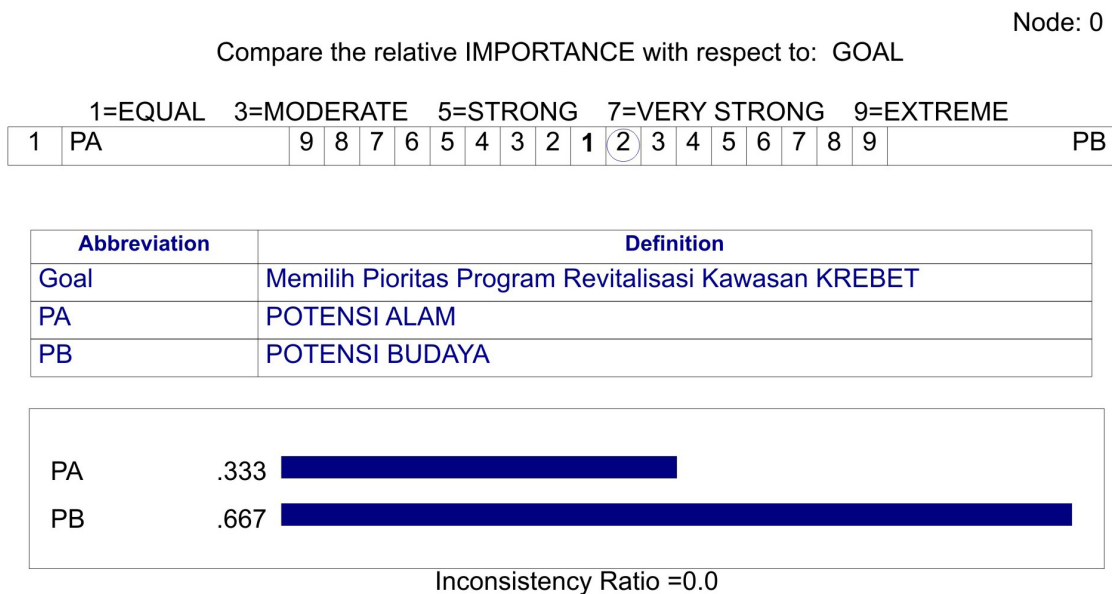 Node: 0
Compare the relative IMPORTANCE with respect to: GOAL
1=EQUAL 3=MODERATE 5=STRONG 7=VERY STRONG 9=EXTREME
1 PA 9 8 7 6 5 4 3 2 1 2 3 4 5 6 7 8 9 PB
Abbreviation Definition
Goal Memilih Pioritas Program Revitalisasi Kawasan KREBET
PA POTENSI ALAM
PB POTENSI BUDAYA
PA .333
PB .667
Inconsistency Ratio =0.0